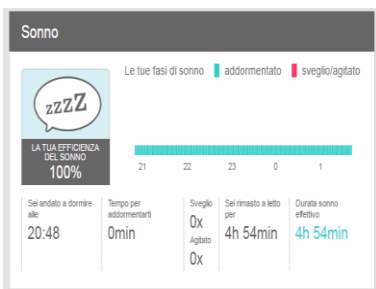 Sonno
Le tue fasi di sonno addormentato sveglio/agitato
zzzZ
LA TUA EFFICIENZA
DEL SONNO
100%
21 22 23 0 1
Sei andato a dormire
alle
20:48
Tempo per
addormentarti
0min
Sveglio
0x
Agitato
0x
Sei rimasto a letto
per
4h 54min
Durata sonno
effettivo
4h 54min